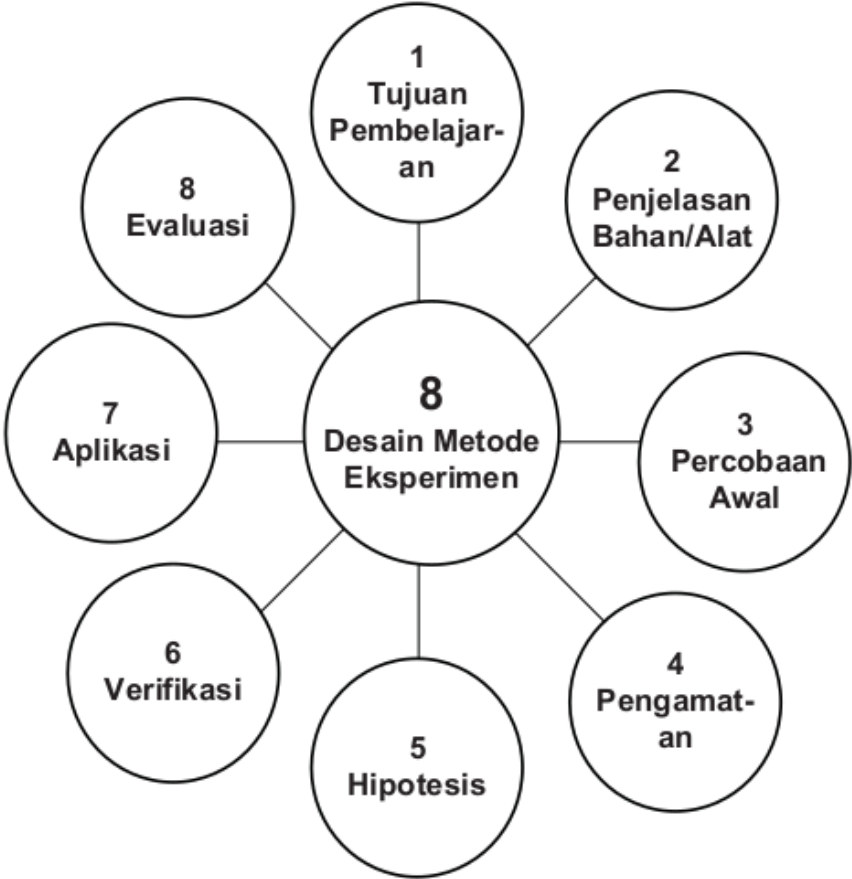 1
Tujuan
Pembelajar-
an
2
Penjelasan
Bahan/Alat
3
Percobaan
Awal
4
Pengamat-
an
5
Hipotesis
6
Verifikasi
7
Aplikasi
8
Evaluasi
8
Desain Metode
Eksperimen